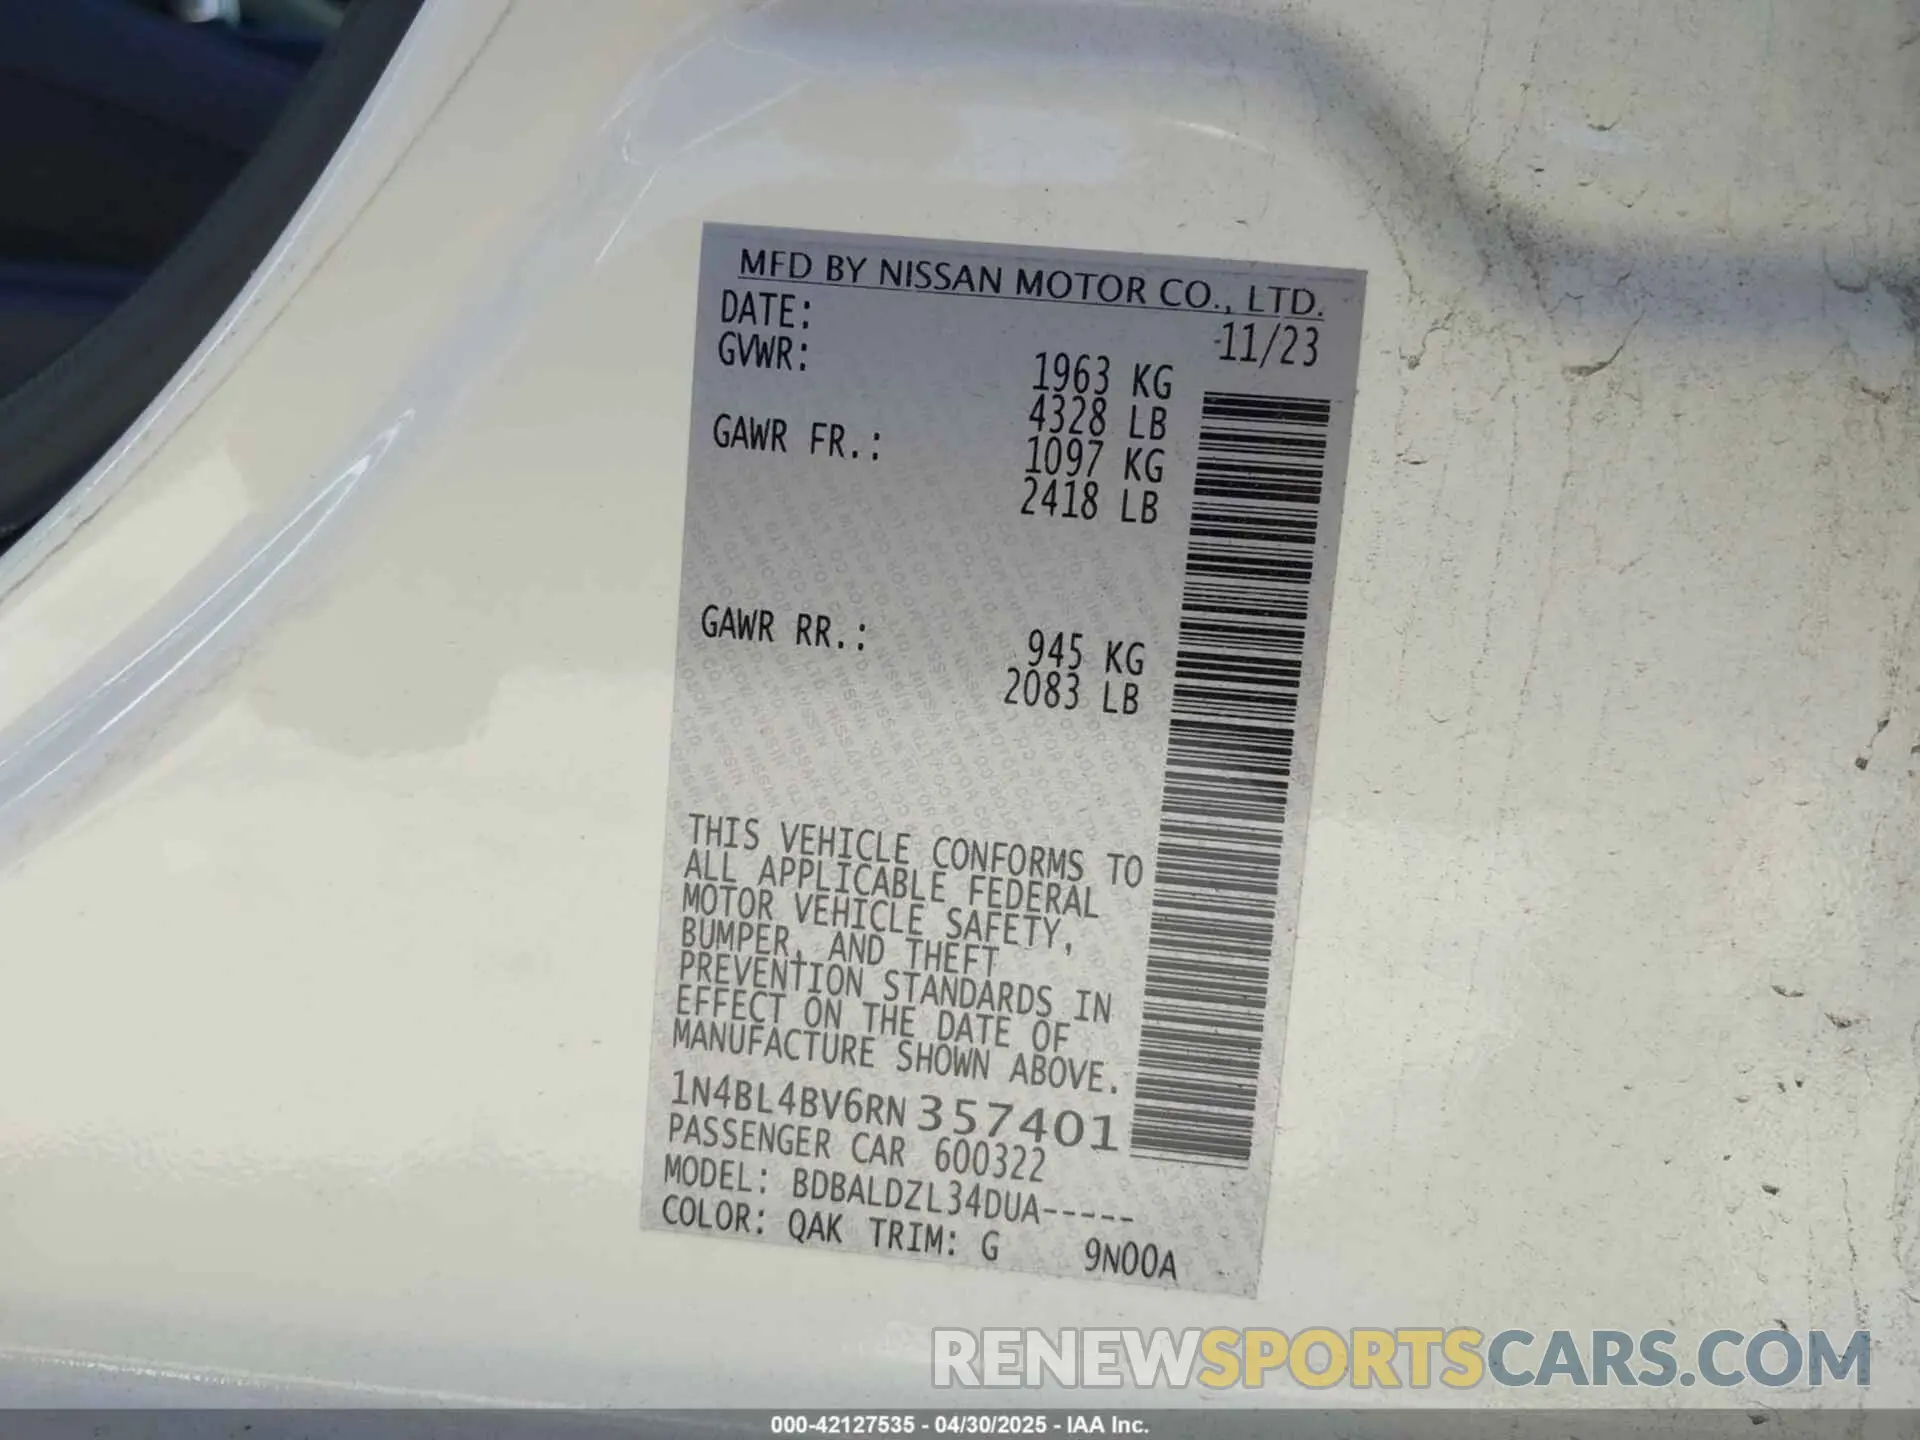 MFD BY NISSAN MOTOR CO., LTD.
DATE: 11/23
GVWR: 1963 KG
4328 LB
GAWR FR.: 1097 KG
2418 LB
GAWR RR.: 945 KG
2083 LB
THIS VEHICLE CONFORMS TO
ALL APPLICABLE FEDERAL
MOTOR VEHICLE SAFETY,
BUMPER, AND THEFT
PREVENTION STANDARDS IN
EFFECT ON THE DATE OF
MANUFACTURE SHOWN ABOVE.
1N4BL4BV6RN357401
PASSENGER CAR 600322
MODEL: BDBALDZL34DUA-----
COLOR: QAK TRIM: G 9N00A
RENEWSPORTSCARS.COM
000-42127535 - 04/30/2025 - IAA Inc.